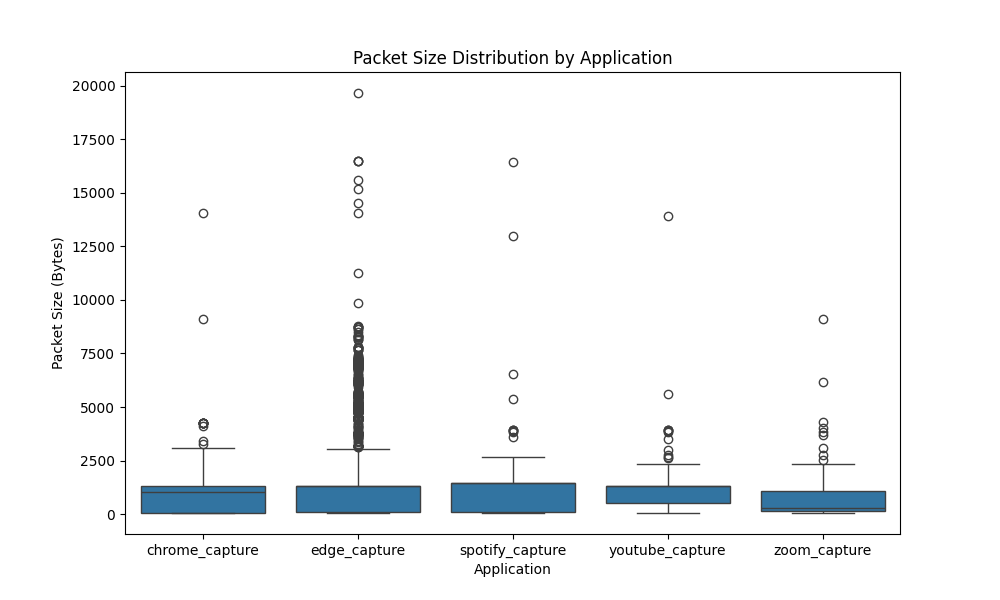 Packet Size Distribution by Application
Packet Size (Bytes)
20000
17500
15000
12500
10000
7500
5000
2500
0
chrome_capture edge_capture spotify_capture youtube_capture zoom_capture
Application